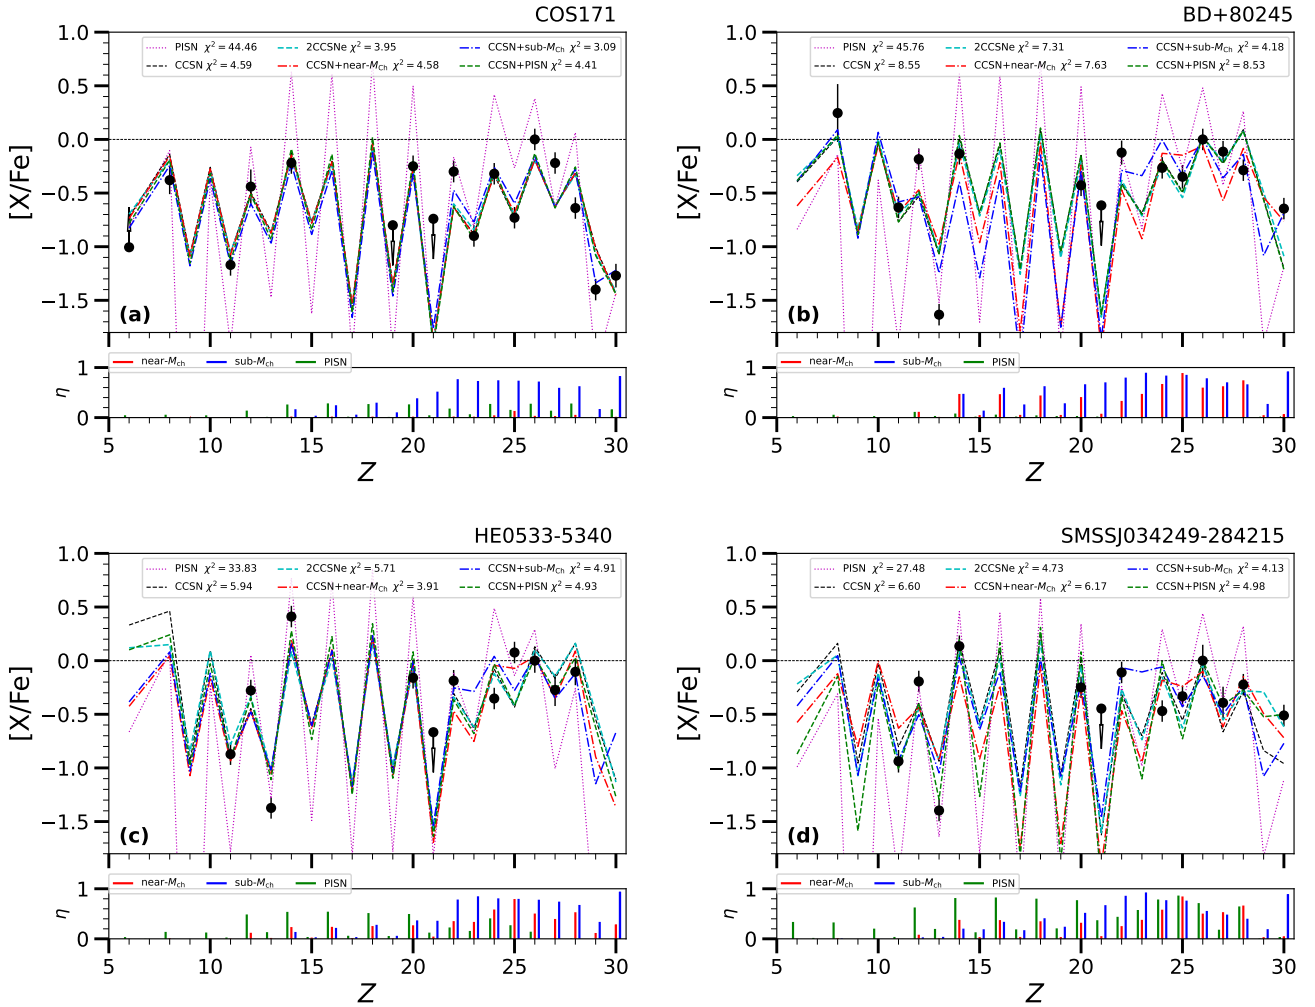 COS171
PISN χ² = 44.46 2CCSNe χ² = 3.95 CCSN+sub-M_Ch χ² = 3.09
CCSN χ² = 4.59 CCSN+near-M_Ch χ² = 4.58 CCSN+PISN χ² = 4.41
1.0
0.5
0.0
−0.5
−1.0
−1.5
[X/Fe]
(a)
near-M_ch sub-M_ch PISN
1
0
η
5 10 15 20 25 30
Z
BD+80245
PISN χ² = 45.76 2CCSNe χ² = 7.31 CCSN+sub-M_Ch χ² = 4.18
CCSN χ² = 8.55 CCSN+near-M_Ch χ² = 7.63 CCSN+PISN χ² = 8.53
1.0
0.5
0.0
−0.5
−1.0
−1.5
[X/Fe]
(b)
near-M_ch sub-M_ch PISN
1
0
η
5 10 15 20 25 30
Z
HE0533-5340
PISN χ² = 33.83 2CCSNe χ² = 5.71 CCSN+sub-M_Ch χ² = 4.91
CCSN χ² = 5.94 CCSN+near-M_Ch χ² = 3.91 CCSN+PISN χ² = 4.93
1.0
0.5
0.0
−0.5
−1.0
−1.5
[X/Fe]
(c)
near-M_ch sub-M_ch PISN
1
0
η
5 10 15 20 25 30
Z
SMSSJ034249-284215
PISN χ² = 27.48 2CCSNe χ² = 4.73 CCSN+sub-M_Ch χ² = 4.13
CCSN χ² = 6.60 CCSN+near-M_Ch χ² = 6.17 CCSN+PISN χ² = 4.98
1.0
0.5
0.0
−0.5
−1.0
−1.5
[X/Fe]
(d)
near-M_ch sub-M_ch PISN
1
0
η
5 10 15 20 25 30
Z